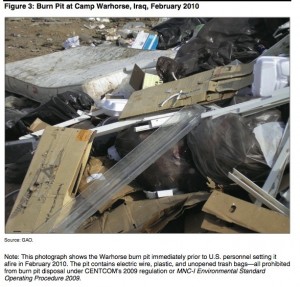 Figure 3: Burn Pit at Camp Warhorse, Iraq, February 2010
Source: GAO.
Note: This photograph shows the Warhorse burn pit immediately prior to U.S. personnel setting it
afire in February 2010. The pit contains electric wire, plastic, and unopened trash bags—all prohibited
from burn pit disposal under CENTCOM's 2009 regulation or MNC-I Environmental Standard
Operating Procedure 2009.